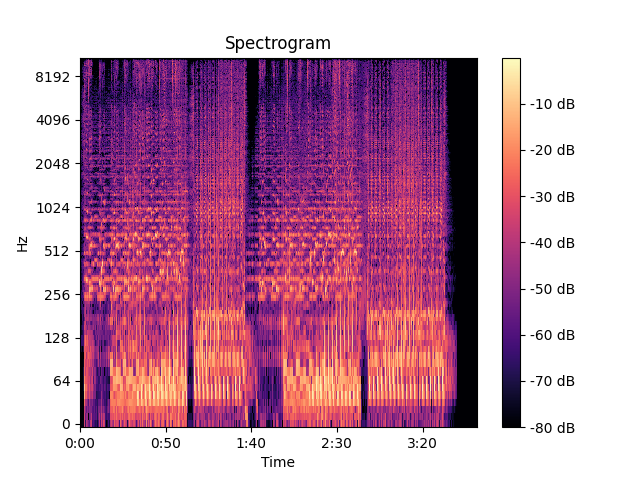 Spectrogram
8192
4096
2048
1024
512
256
128
64
0
Hz
0:00 0:50 1:40 2:30 3:20
Time
-10 dB
-20 dB
-30 dB
-40 dB
-50 dB
-60 dB
-70 dB
-80 dB